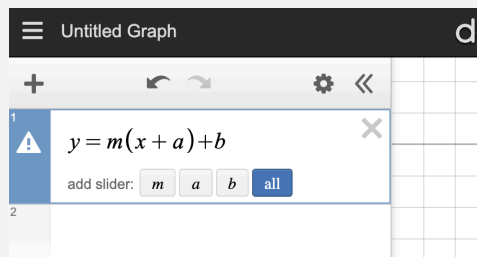 Untitled Graph
d
1
y = m(x + a)+b
add slider: m a b all
2